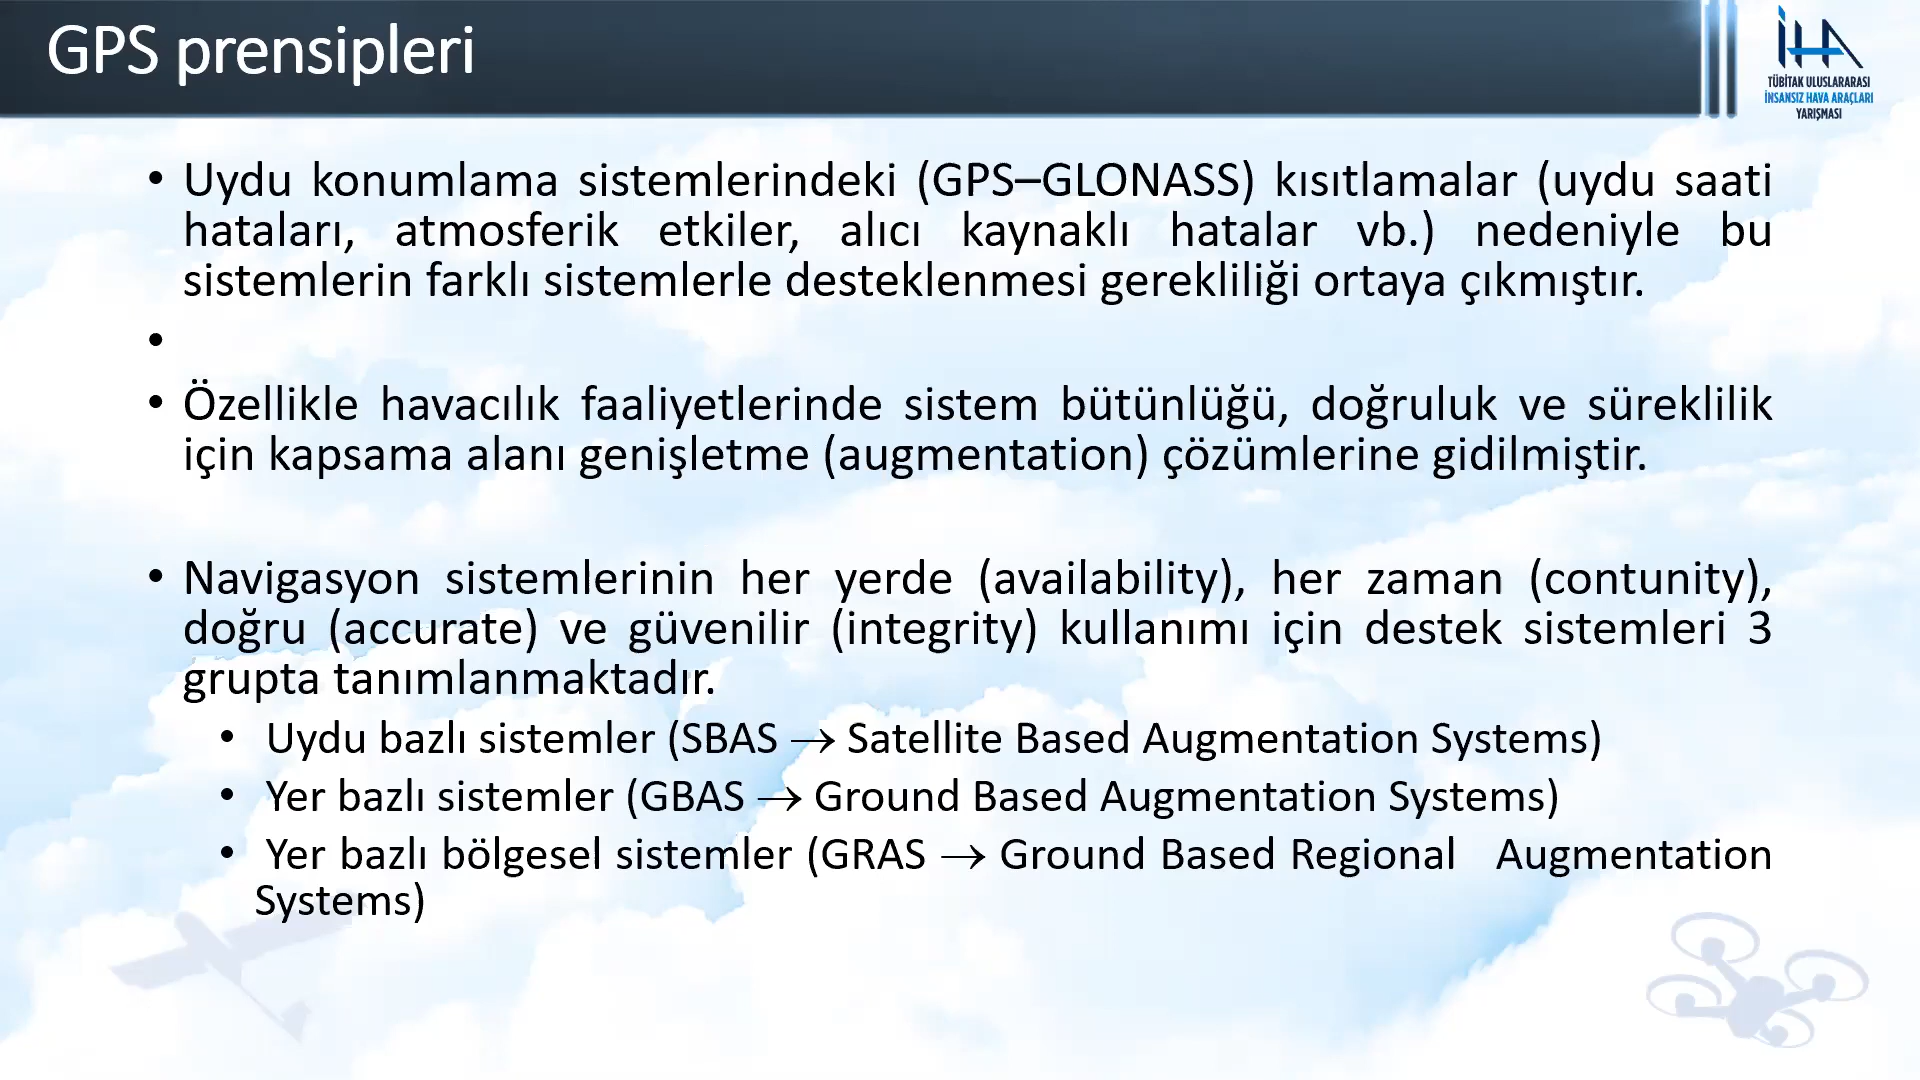 GPS prensipleri
İHA
TÜBİTAK ULUSLARARASI
İNSANSIZ HAVA ARAÇLARI
YARIŞMASI
• Uydu konumlama sistemlerindeki (GPS–GLONASS) kısıtlamalar (uydu saati
hataları, atmosferik etkiler, alıcı kaynaklı hatalar vb.) nedeniyle bu
sistemlerin farklı sistemlerle desteklenmesi gerekliliği ortaya çıkmıştır.
•
• Özellikle havacılık faaliyetlerinde sistem bütünlüğü, doğruluk ve süreklilik
için kapsama alanı genişletme (augmentation) çözümlerine gidilmiştir.
• Navigasyon sistemlerinin her yerde (availability), her zaman (contunity),
doğru (accurate) ve güvenilir (integrity) kullanımı için destek sistemleri 3
grupta tanımlanmaktadır.
• Uydu bazlı sistemler (SBAS → Satellite Based Augmentation Systems)
• Yer bazlı sistemler (GBAS → Ground Based Augmentation Systems)
• Yer bazlı bölgesel sistemler (GRAS → Ground Based Regional Augmentation
Systems)